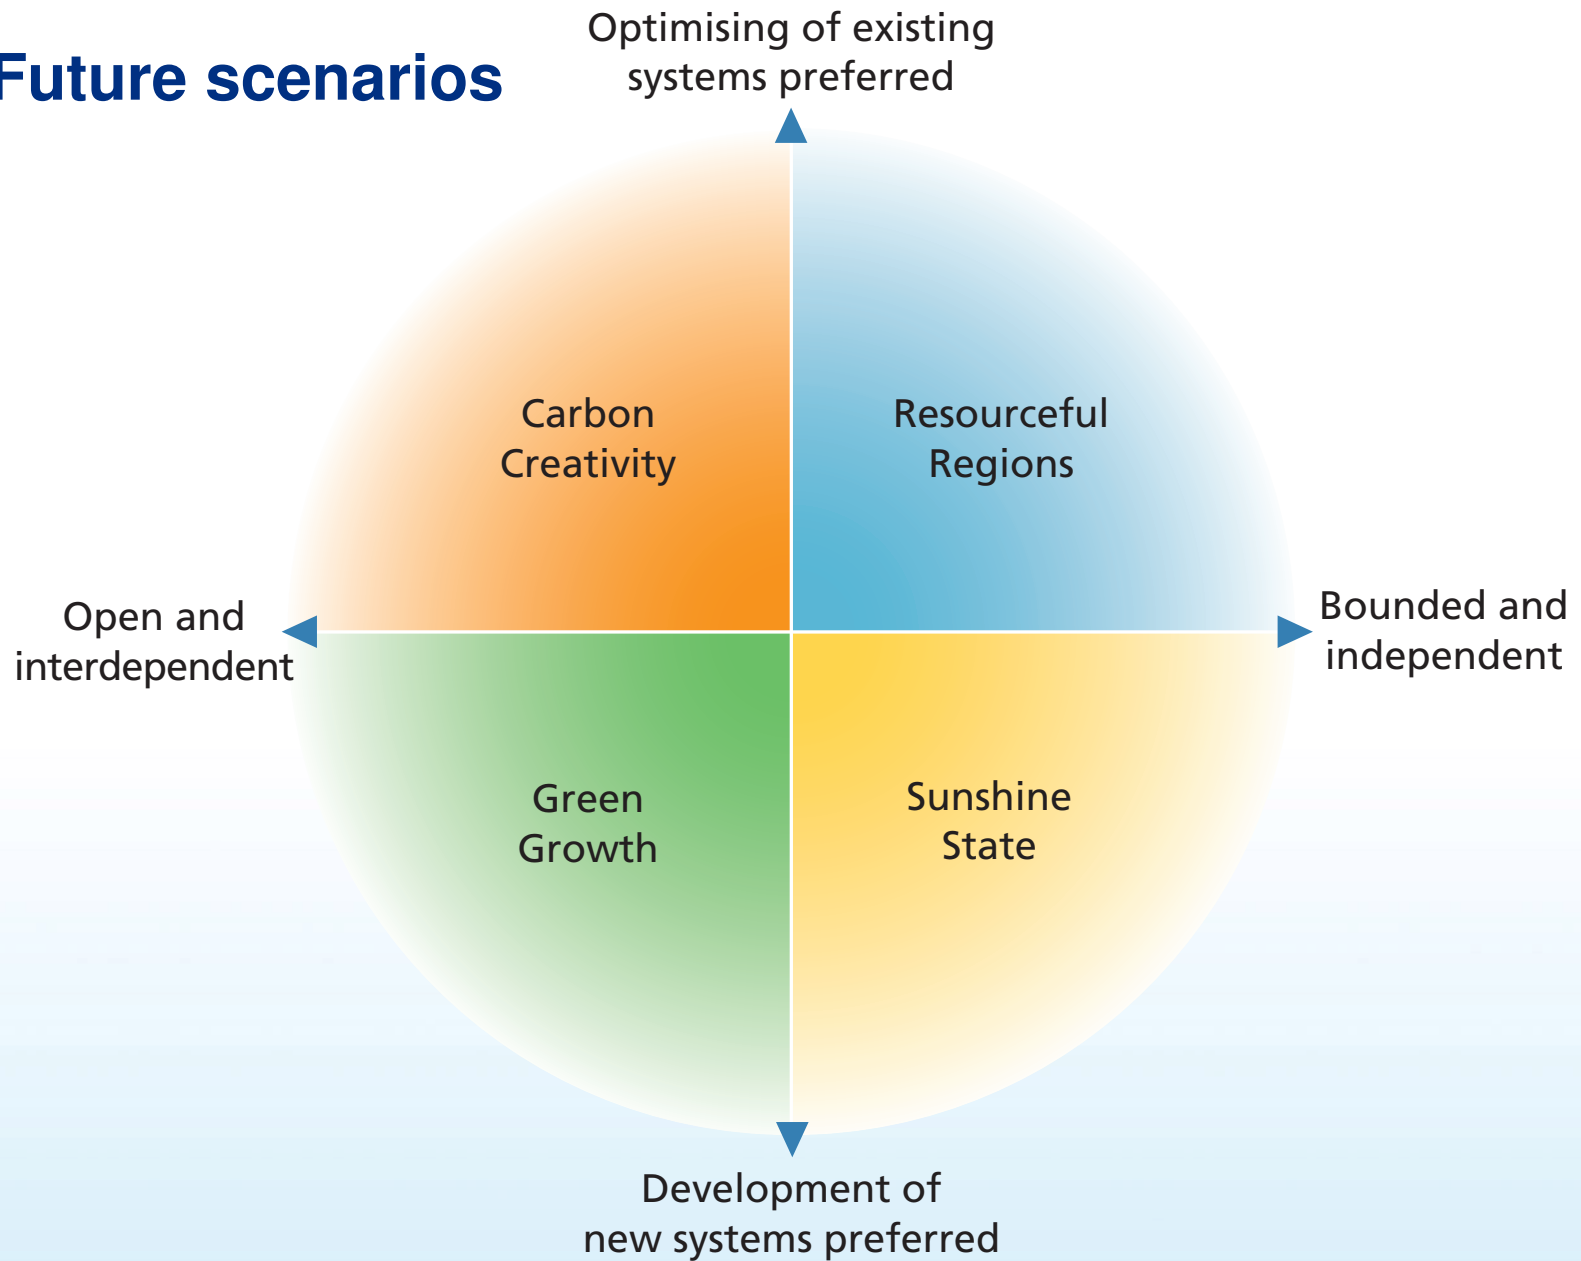 Future scenarios
Optimising of existing
systems preferred
Carbon
Creativity
Resourceful
Regions
Open and
interdependent
Bounded and
independent
Green
Growth
Sunshine
State
Development of
new systems preferred